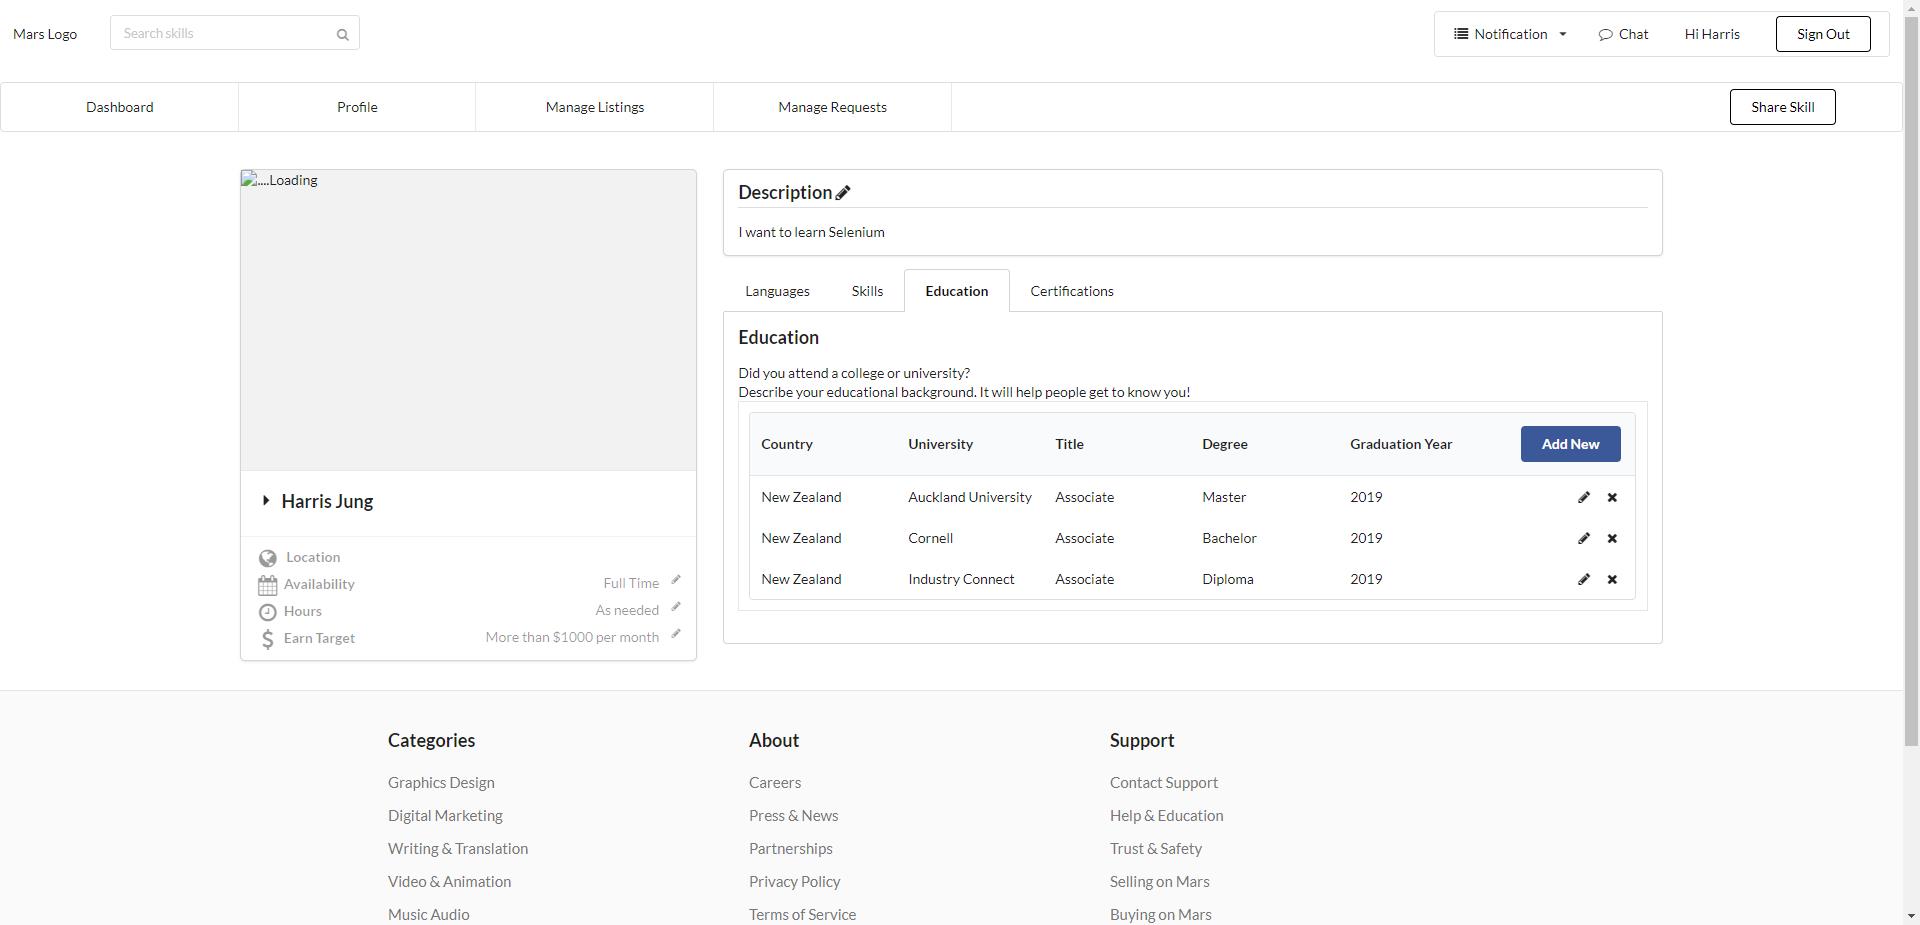 Mars Logo
Search skills
Notification
Chat
Hi Harris
Sign Out
Dashboard
Profile
Manage Listings
Manage Requests
Share Skill
....Loading
Harris Jung
Location
Availability
Full Time
Hours
As needed
Earn Target
More than $1000 per month
Description
I want to learn Selenium
Languages
Skills
Education
Certifications
Education
Did you attend a college or university?
Describe your educational background. It will help people get to know you!
Country University Title Degree Graduation Year Add New
New Zealand Auckland University Associate Master 2019
New Zealand Cornell Associate Bachelor 2019
New Zealand Industry Connect Associate Diploma 2019
Categories
Graphics Design
Digital Marketing
Writing & Translation
Video & Animation
Music Audio
About
Careers
Press & News
Partnerships
Privacy Policy
Terms of Service
Support
Contact Support
Help & Education
Trust & Safety
Selling on Mars
Buying on Mars